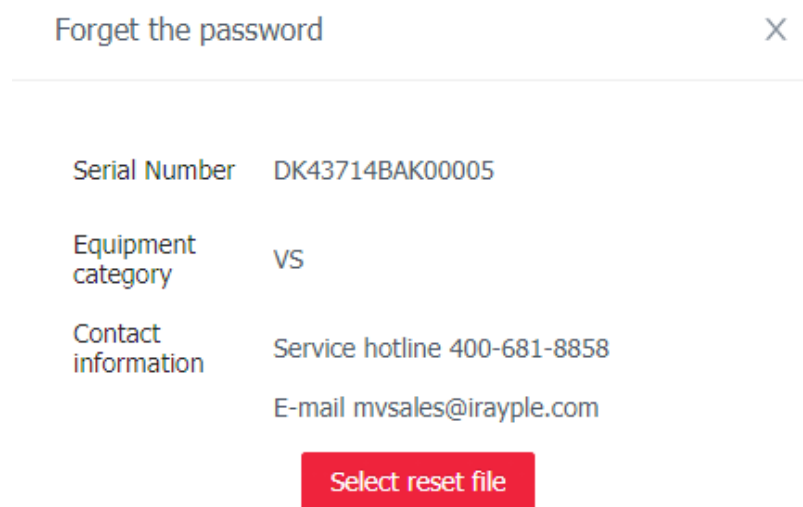 Forget the password
Serial Number DK43714BAK00005
Equipment
category
VS
Contact
information
Service hotline 400-681-8858
E-mail mvsales@irayple.com
Select reset file